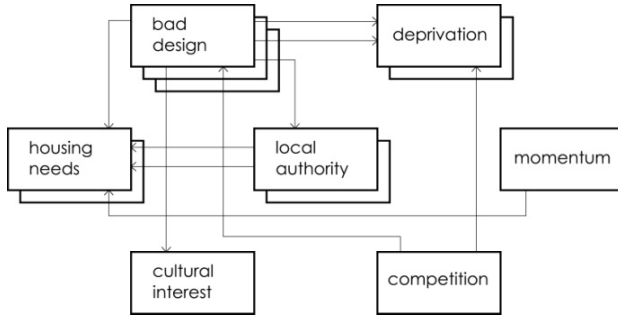 bad
design
deprivation
housing
needs
local
authority
momentum
cultural
interest
competition